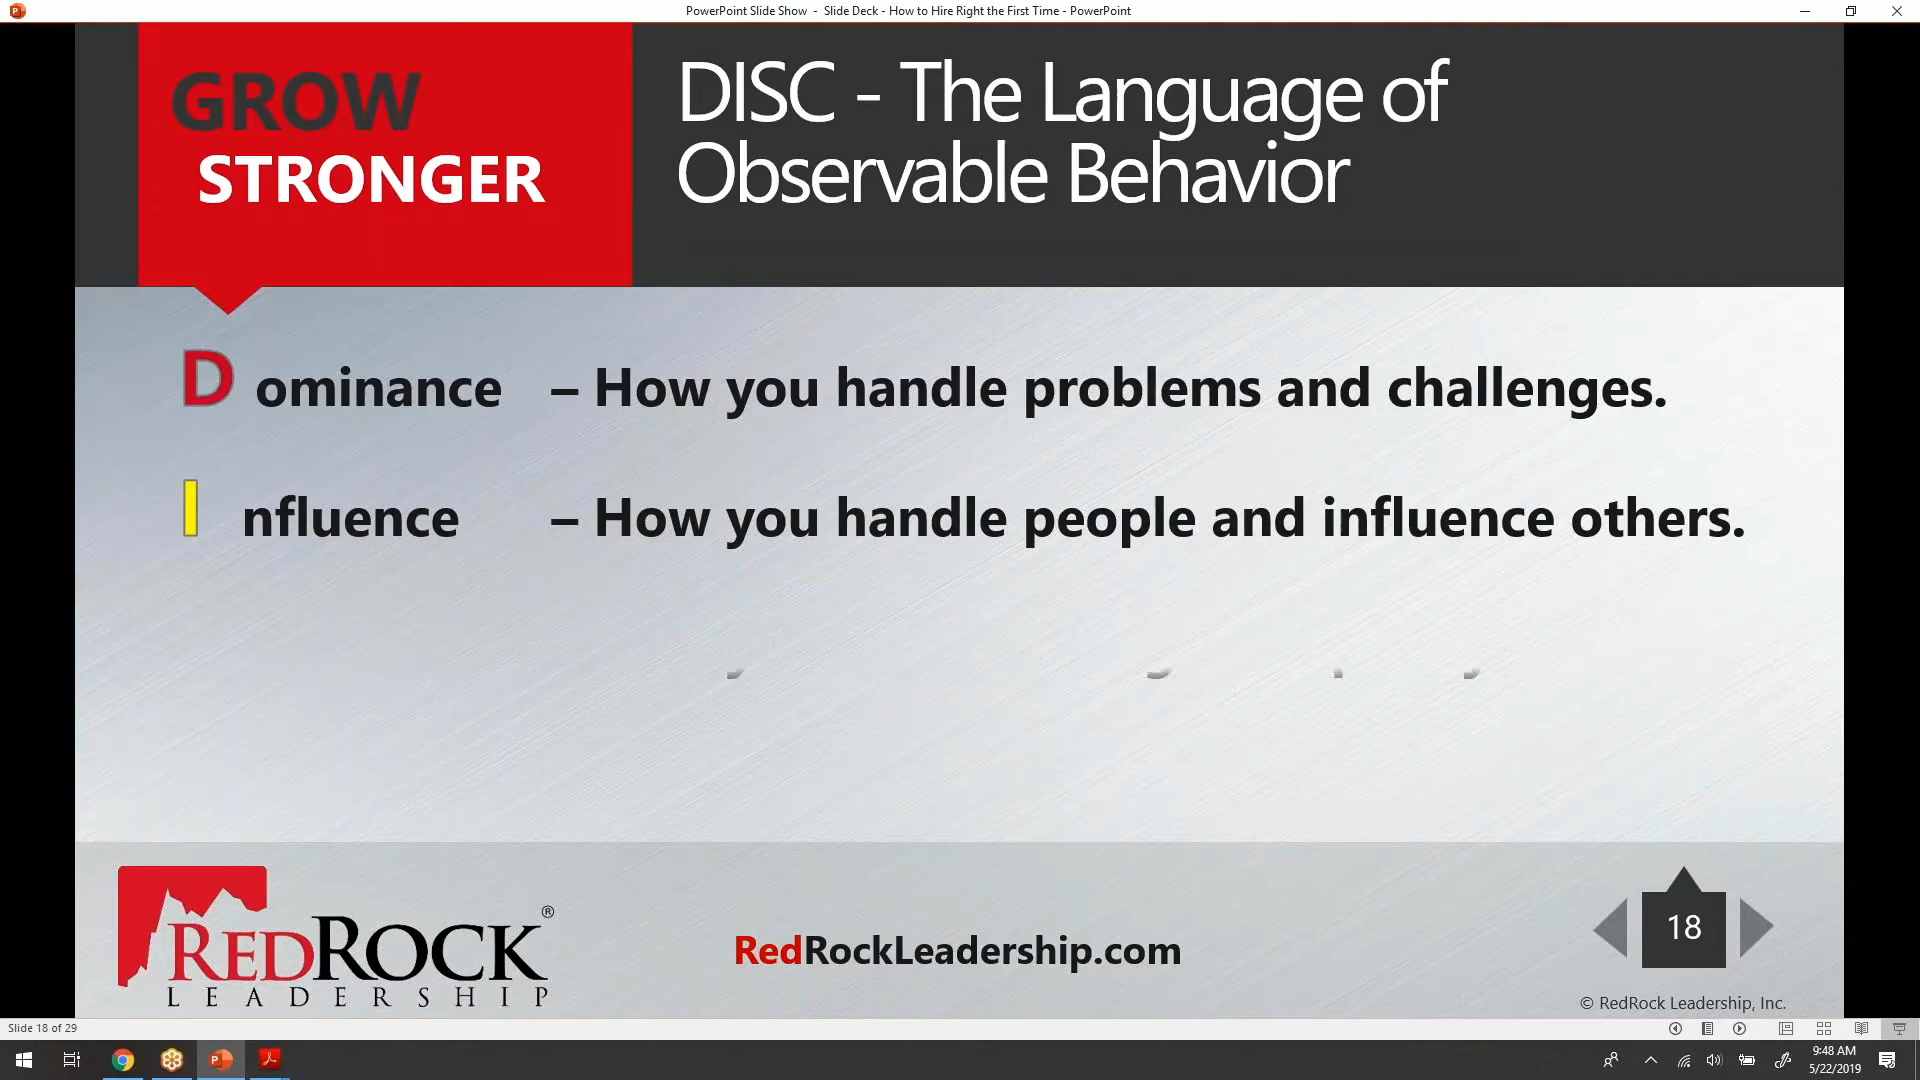 PowerPoint Slide Show - Slide Deck - How to Hire Right the First Time - PowerPoint
GROW
STRONGER
DISC - The Language of
Observable Behavior
Dominance – How you handle problems and challenges.
Influence – How you handle people and influence others.
REDROCK®
LEADERSHIP
RedRockLeadership.com
18
© RedRock Leadership, Inc.
Slide 18 of 29
9:48 AM
5/22/2019